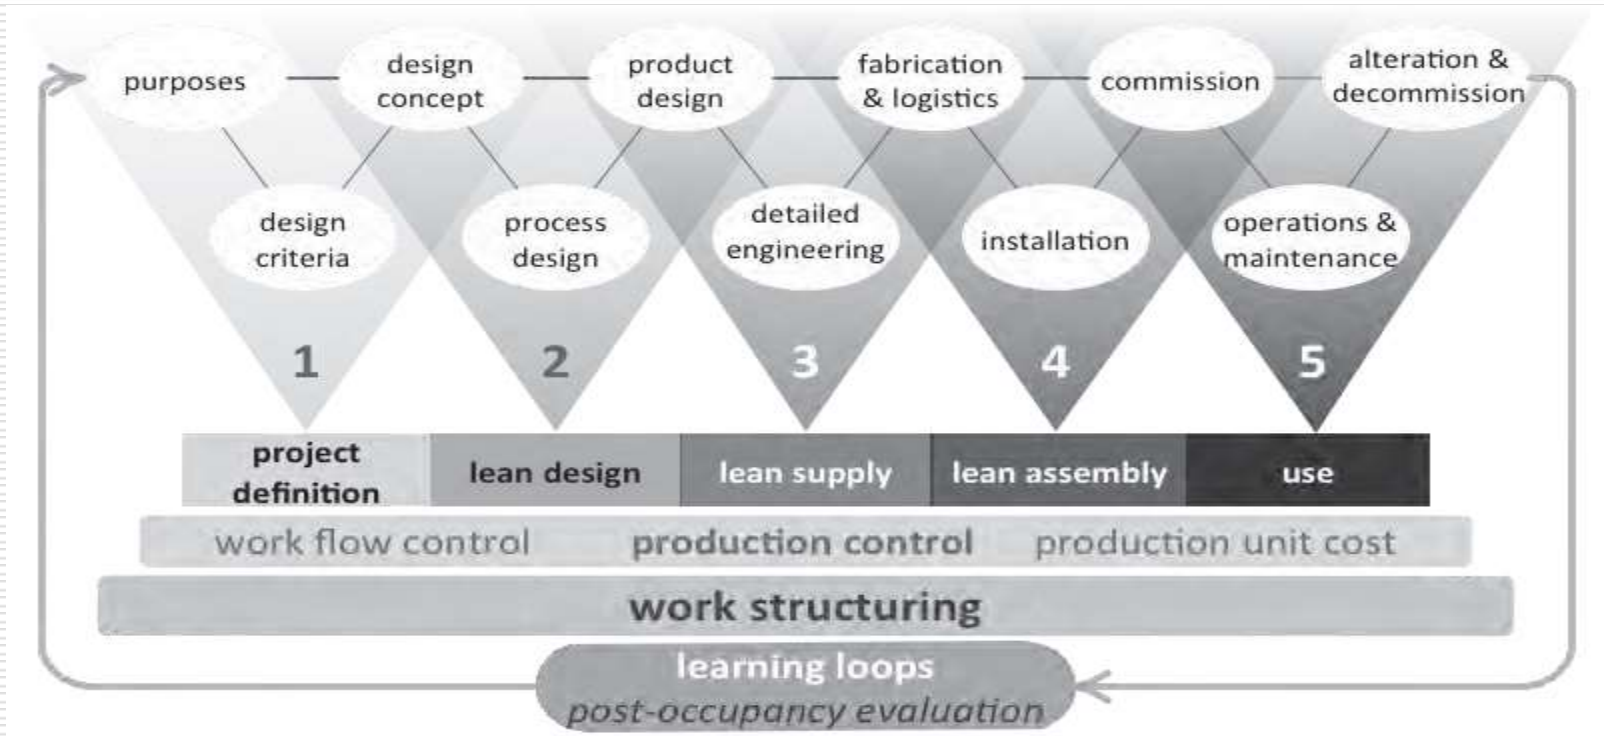 purposes
design
concept
product
design
fabrication
& logistics
commission
alteration &
decommission
design
criteria
process
design
detailed
engineering
installation
operations &
maintenance
1 2 3 4 5
project
definition
lean design
lean supply
lean assembly
use
work flow control production control production unit cost
work structuring
learning loops
post-occupancy evaluation